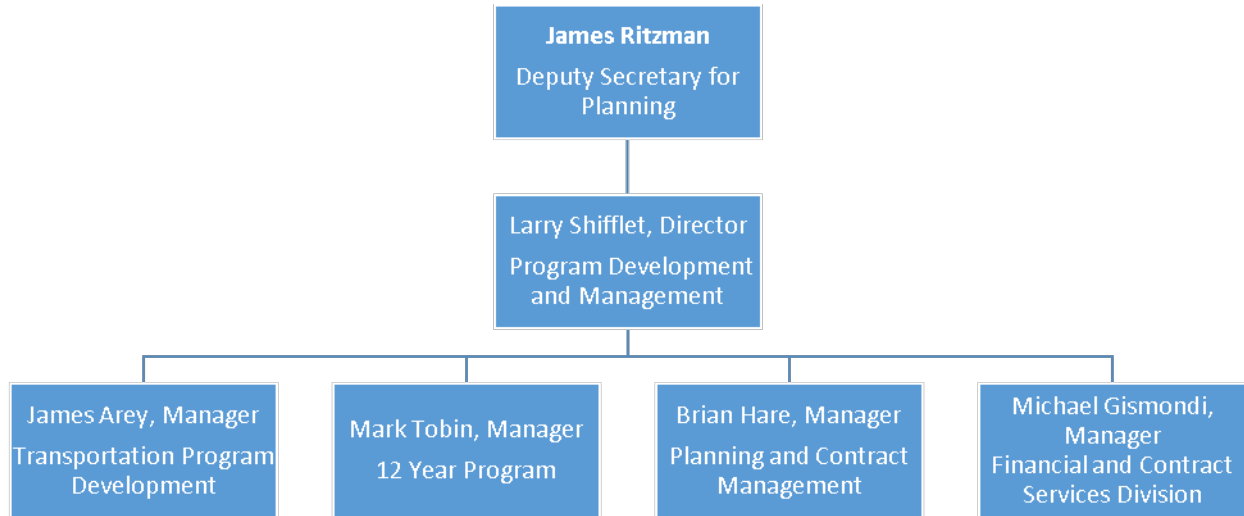 James Ritzman
Deputy Secretary for
Planning
Larry Shifflet, Director
Program Development
and Management
James Arey, Manager
Transportation Program
Development
Mark Tobin, Manager
12 Year Program
Brian Hare, Manager
Planning and Contract
Management
Michael Gismondi,
Manager
Financial and Contract
Services Division